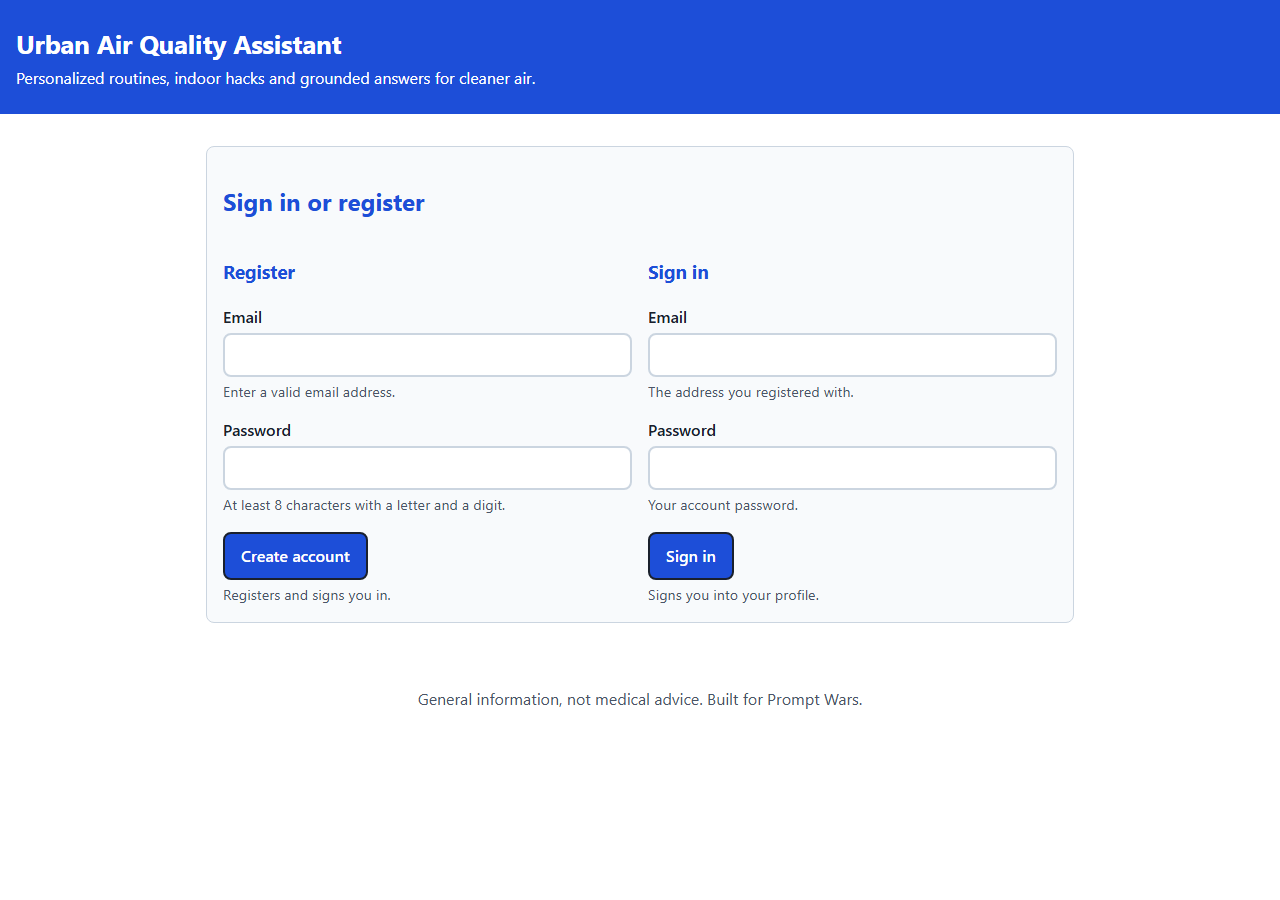 Urban Air Quality Assistant
Personalized routines, indoor hacks and grounded answers for cleaner air.
Sign in or register
Register
Email
Enter a valid email address.
Password
At least 8 characters with a letter and a digit.
Create account
Registers and signs you in.
Sign in
Email
The address you registered with.
Password
Your account password.
Sign in
Signs you into your profile.
General information, not medical advice. Built for Prompt Wars.